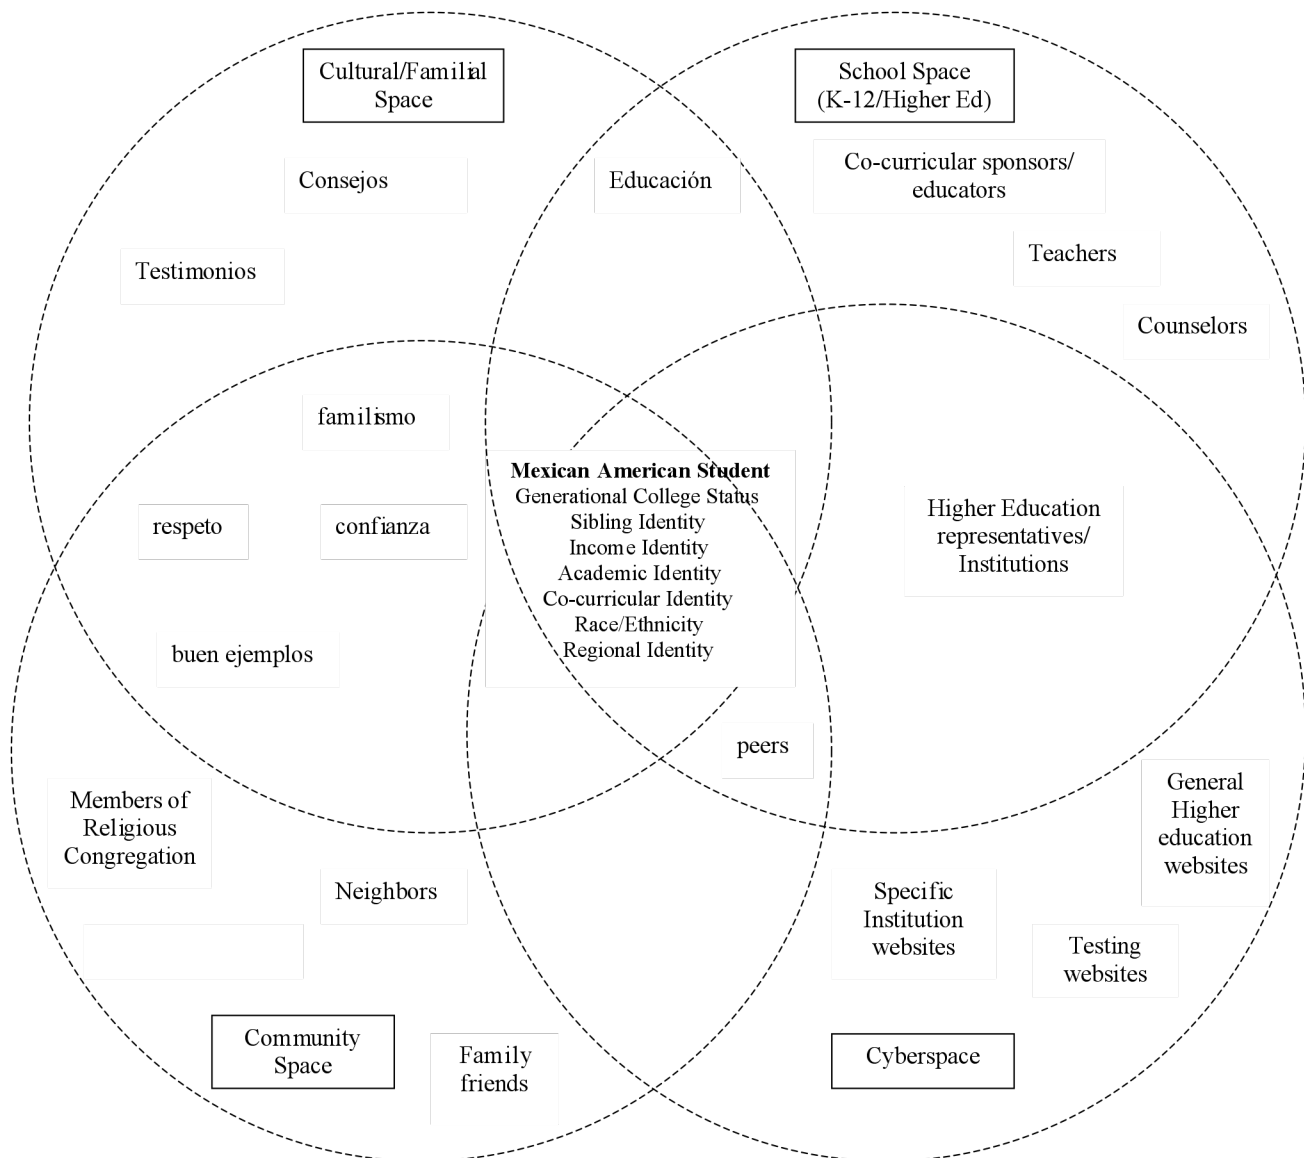 Cultural/Familial
Space
School Space
(K-12/Higher Ed)
Consejos
Educación
Co-curricular sponsors/
educators
Testimonios
Teachers
Counselors
familismo
respeto
confianza
buen ejemplos
Mexican American Student
Generational College Status
Sibling Identity
Income Identity
Academic Identity
Co-curricular Identity
Race/Ethnicity
Regional Identity
Higher Education
representatives/
Institutions
peers
Members of
Religious
Congregation
Neighbors
General
Higher
education
websites
Specific
Institution
websites
Testing
websites
Community
Space
Family
friends
Cyberspace